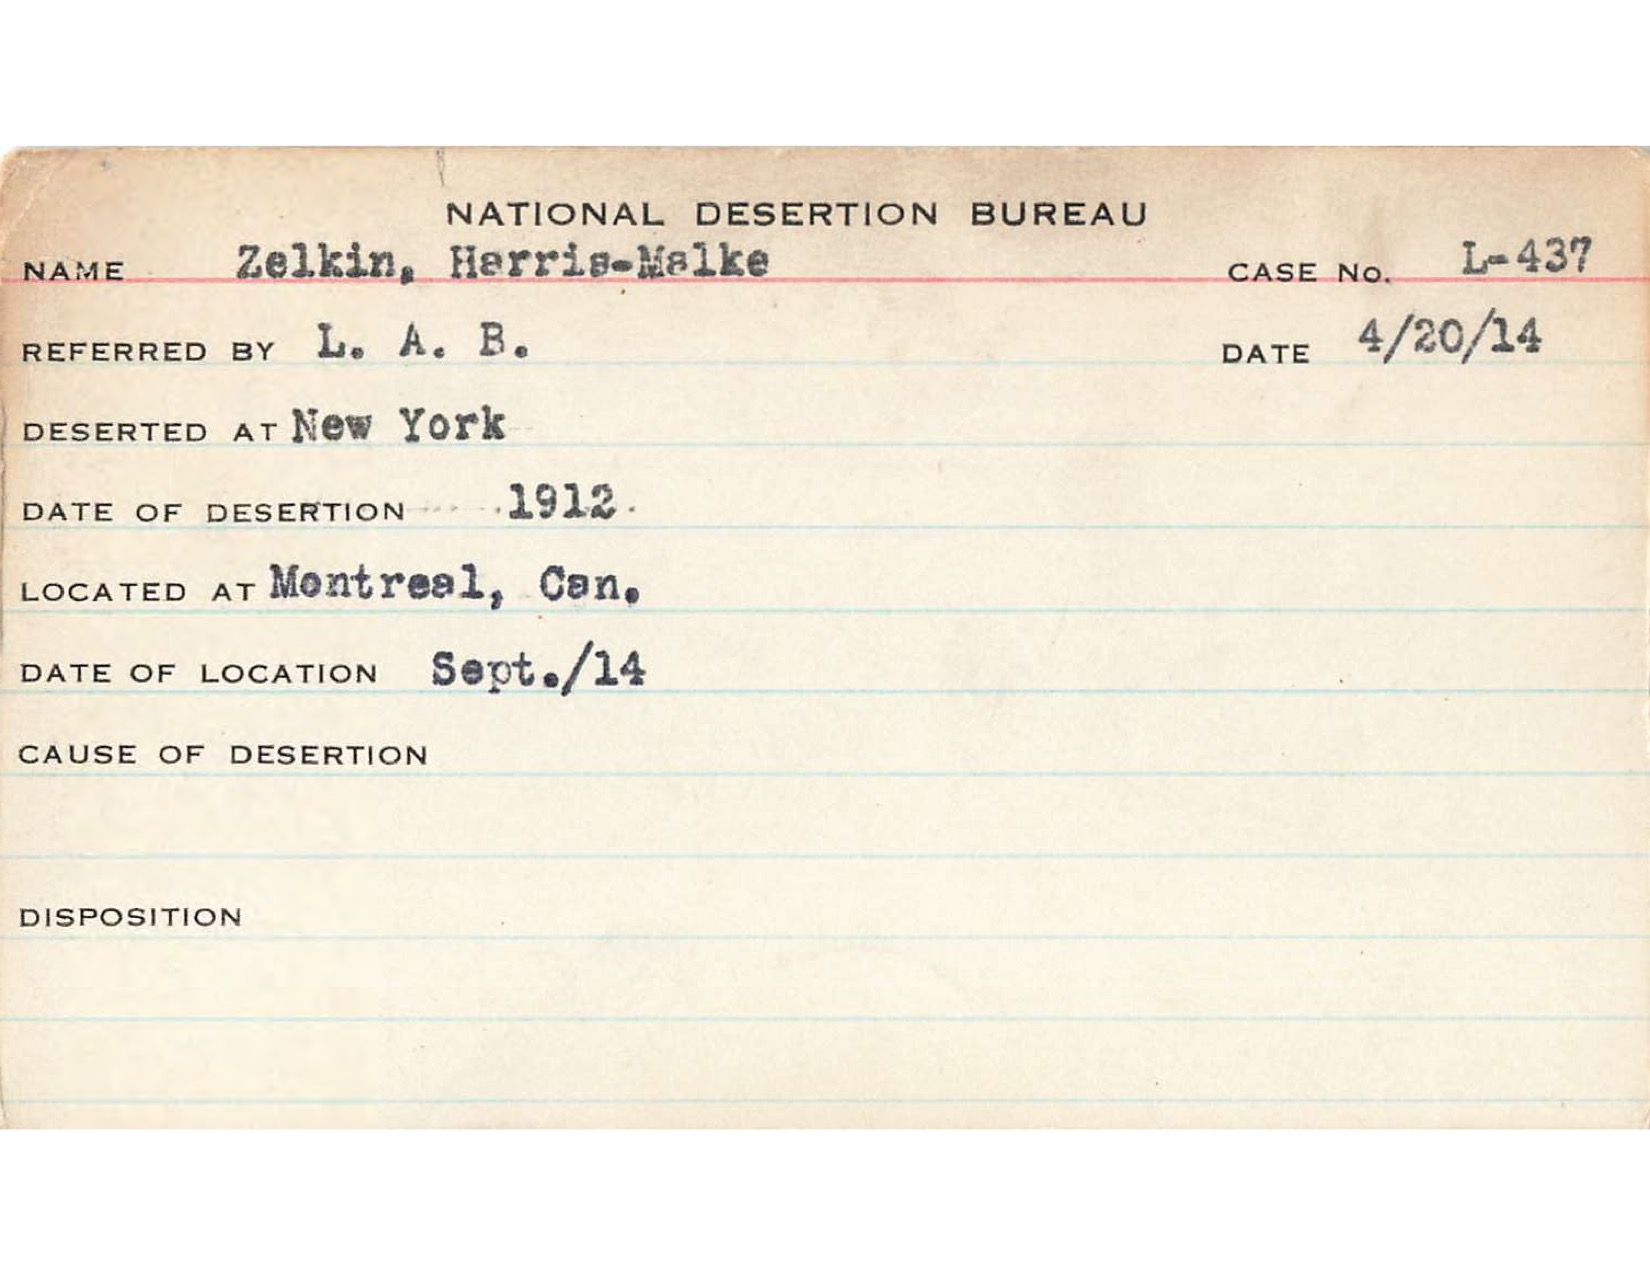 NATIONAL DESERTION BUREAU
NAME Zelkin, Harris-Malke CASE No. L-437
REFERRED BY L. A. B. DATE 4/20/14
DESERTED AT New York
DATE OF DESERTION 1912.
LOCATED AT Montreal, Can.
DATE OF LOCATION Sept./14
CAUSE OF DESERTION
DISPOSITION